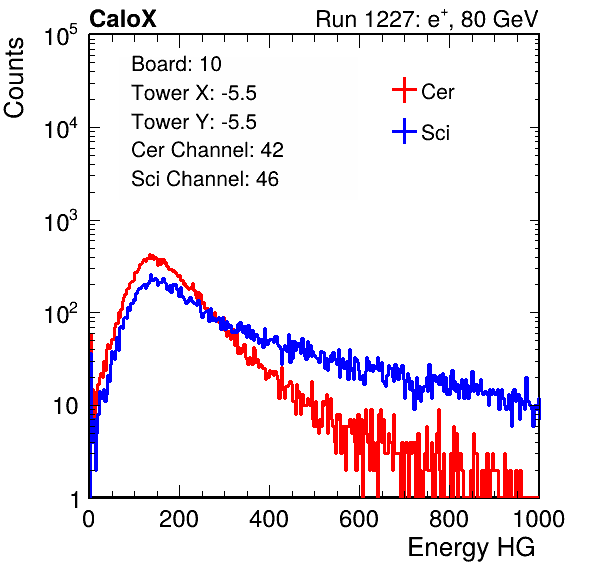 CaloX Run 1227: e⁺, 80 GeV
Counts
Board: 10
Tower X: -5.5
Tower Y: -5.5
Cer Channel: 42
Sci Channel: 46
Cer
Sci
10⁵
10⁴
10³
10²
10
1
0 200 400 600 800 1000
Energy HG